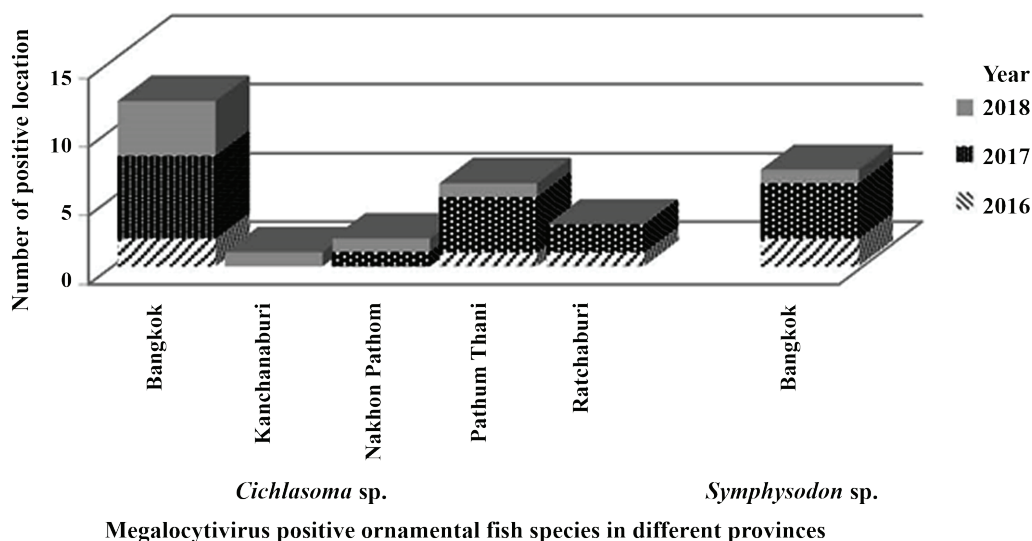 Number of positive location
15
10
5
0
Year
2018
2017
2016
Bangkok
Kanchanaburi
Nakhon Pathom
Pathum Thani
Ratchaburi
Bangkok
Cichlasoma sp.
Symphysodon sp.
Megalocytivirus positive ornamental fish species in different provinces